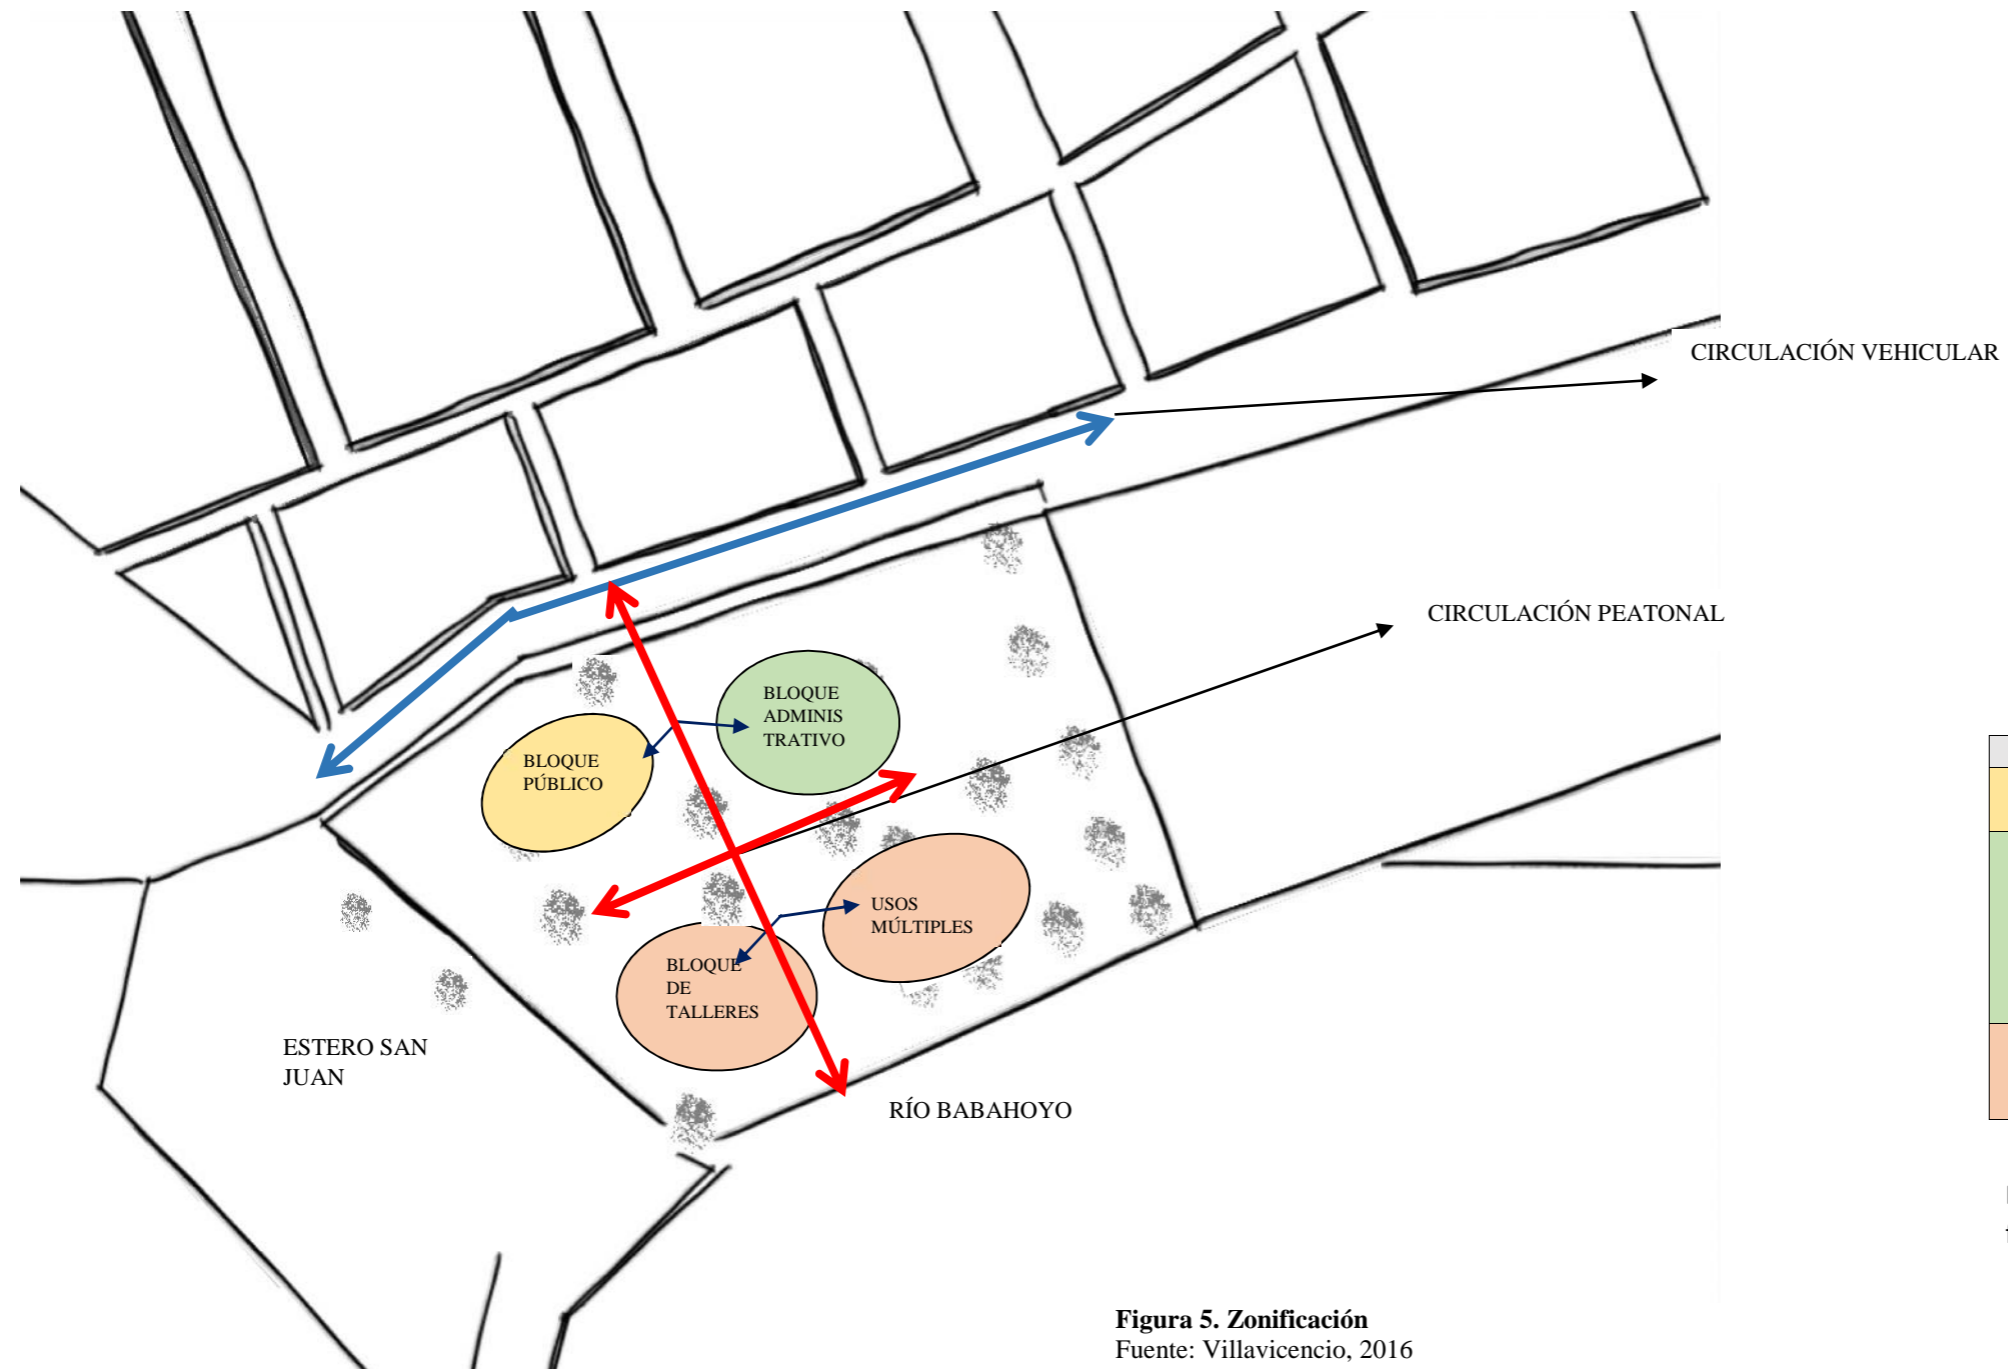 CIRCULACIÓN VEHICULAR
CIRCULACIÓN PEATONAL
BLOQUE
ADMINIS
TRATIVO
BLOQUE
PÚBLICO
USOS
MÚLTIPLES
BLOQUE
DE
TALLERES
ESTERO SAN
JUAN
RÍO BABAHOYO
Figura 5. Zonificación
Fuente: Villavicencio, 2016